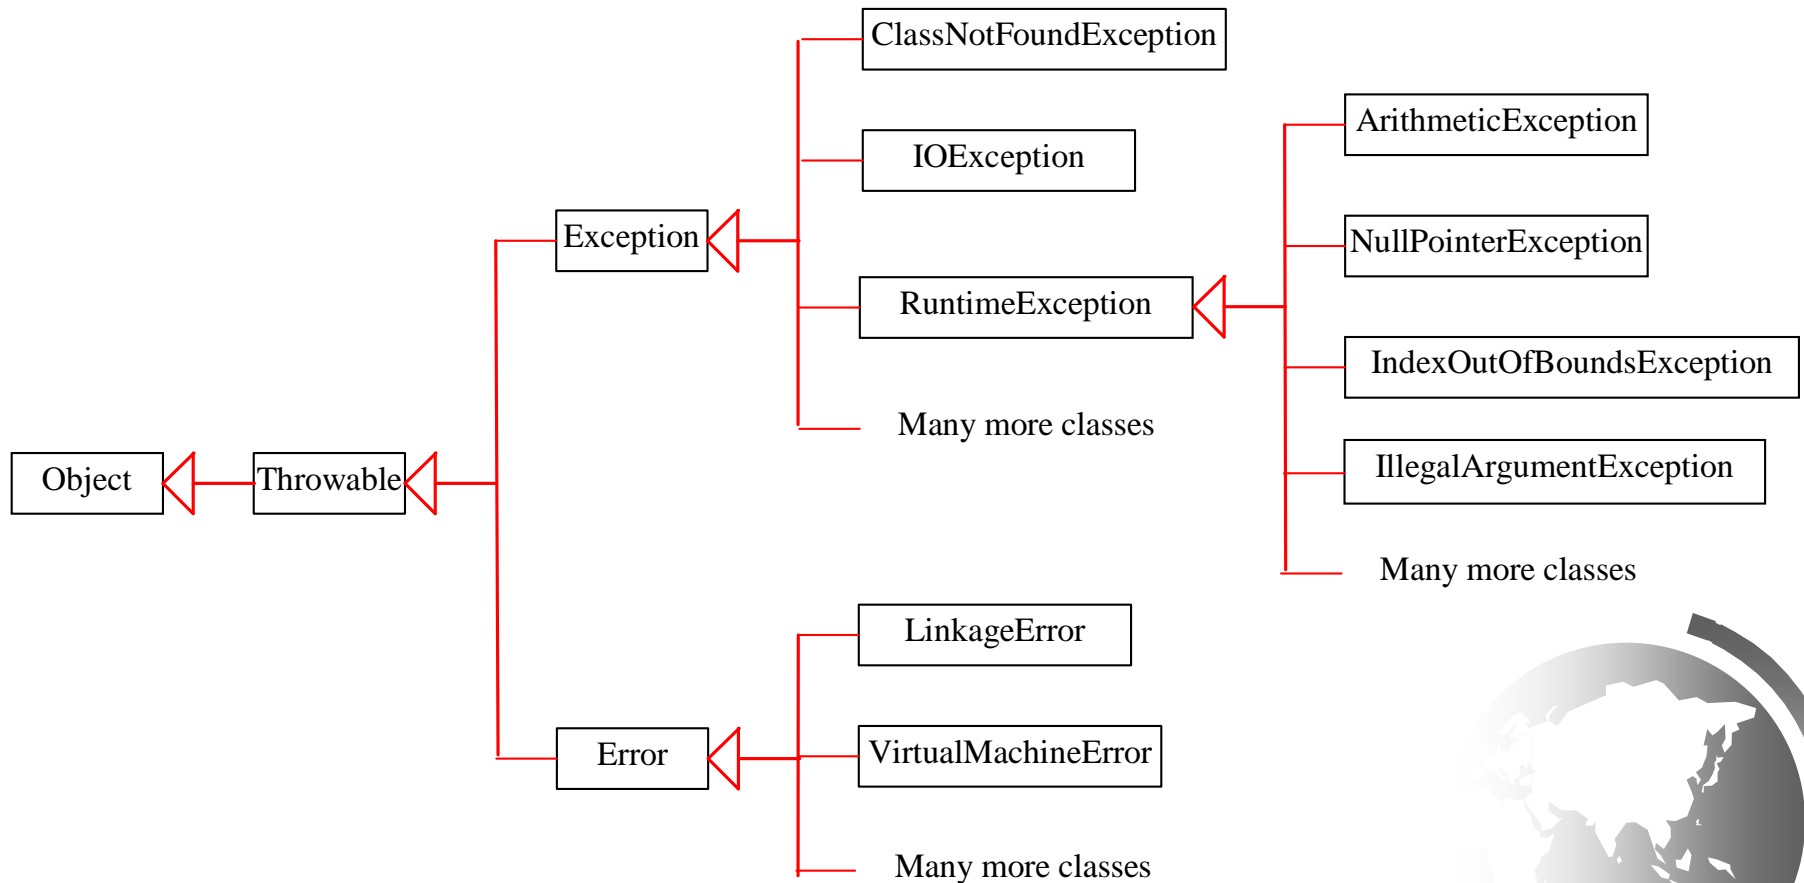 ClassNotFoundException
ArithmeticException
IOException
NullPointerException
Exception
RuntimeException
IndexOutOfBoundsException
Many more classes
IllegalArgumentException
Object
Throwable
Many more classes
LinkageError
Error
VirtualMachineError
Many more classes